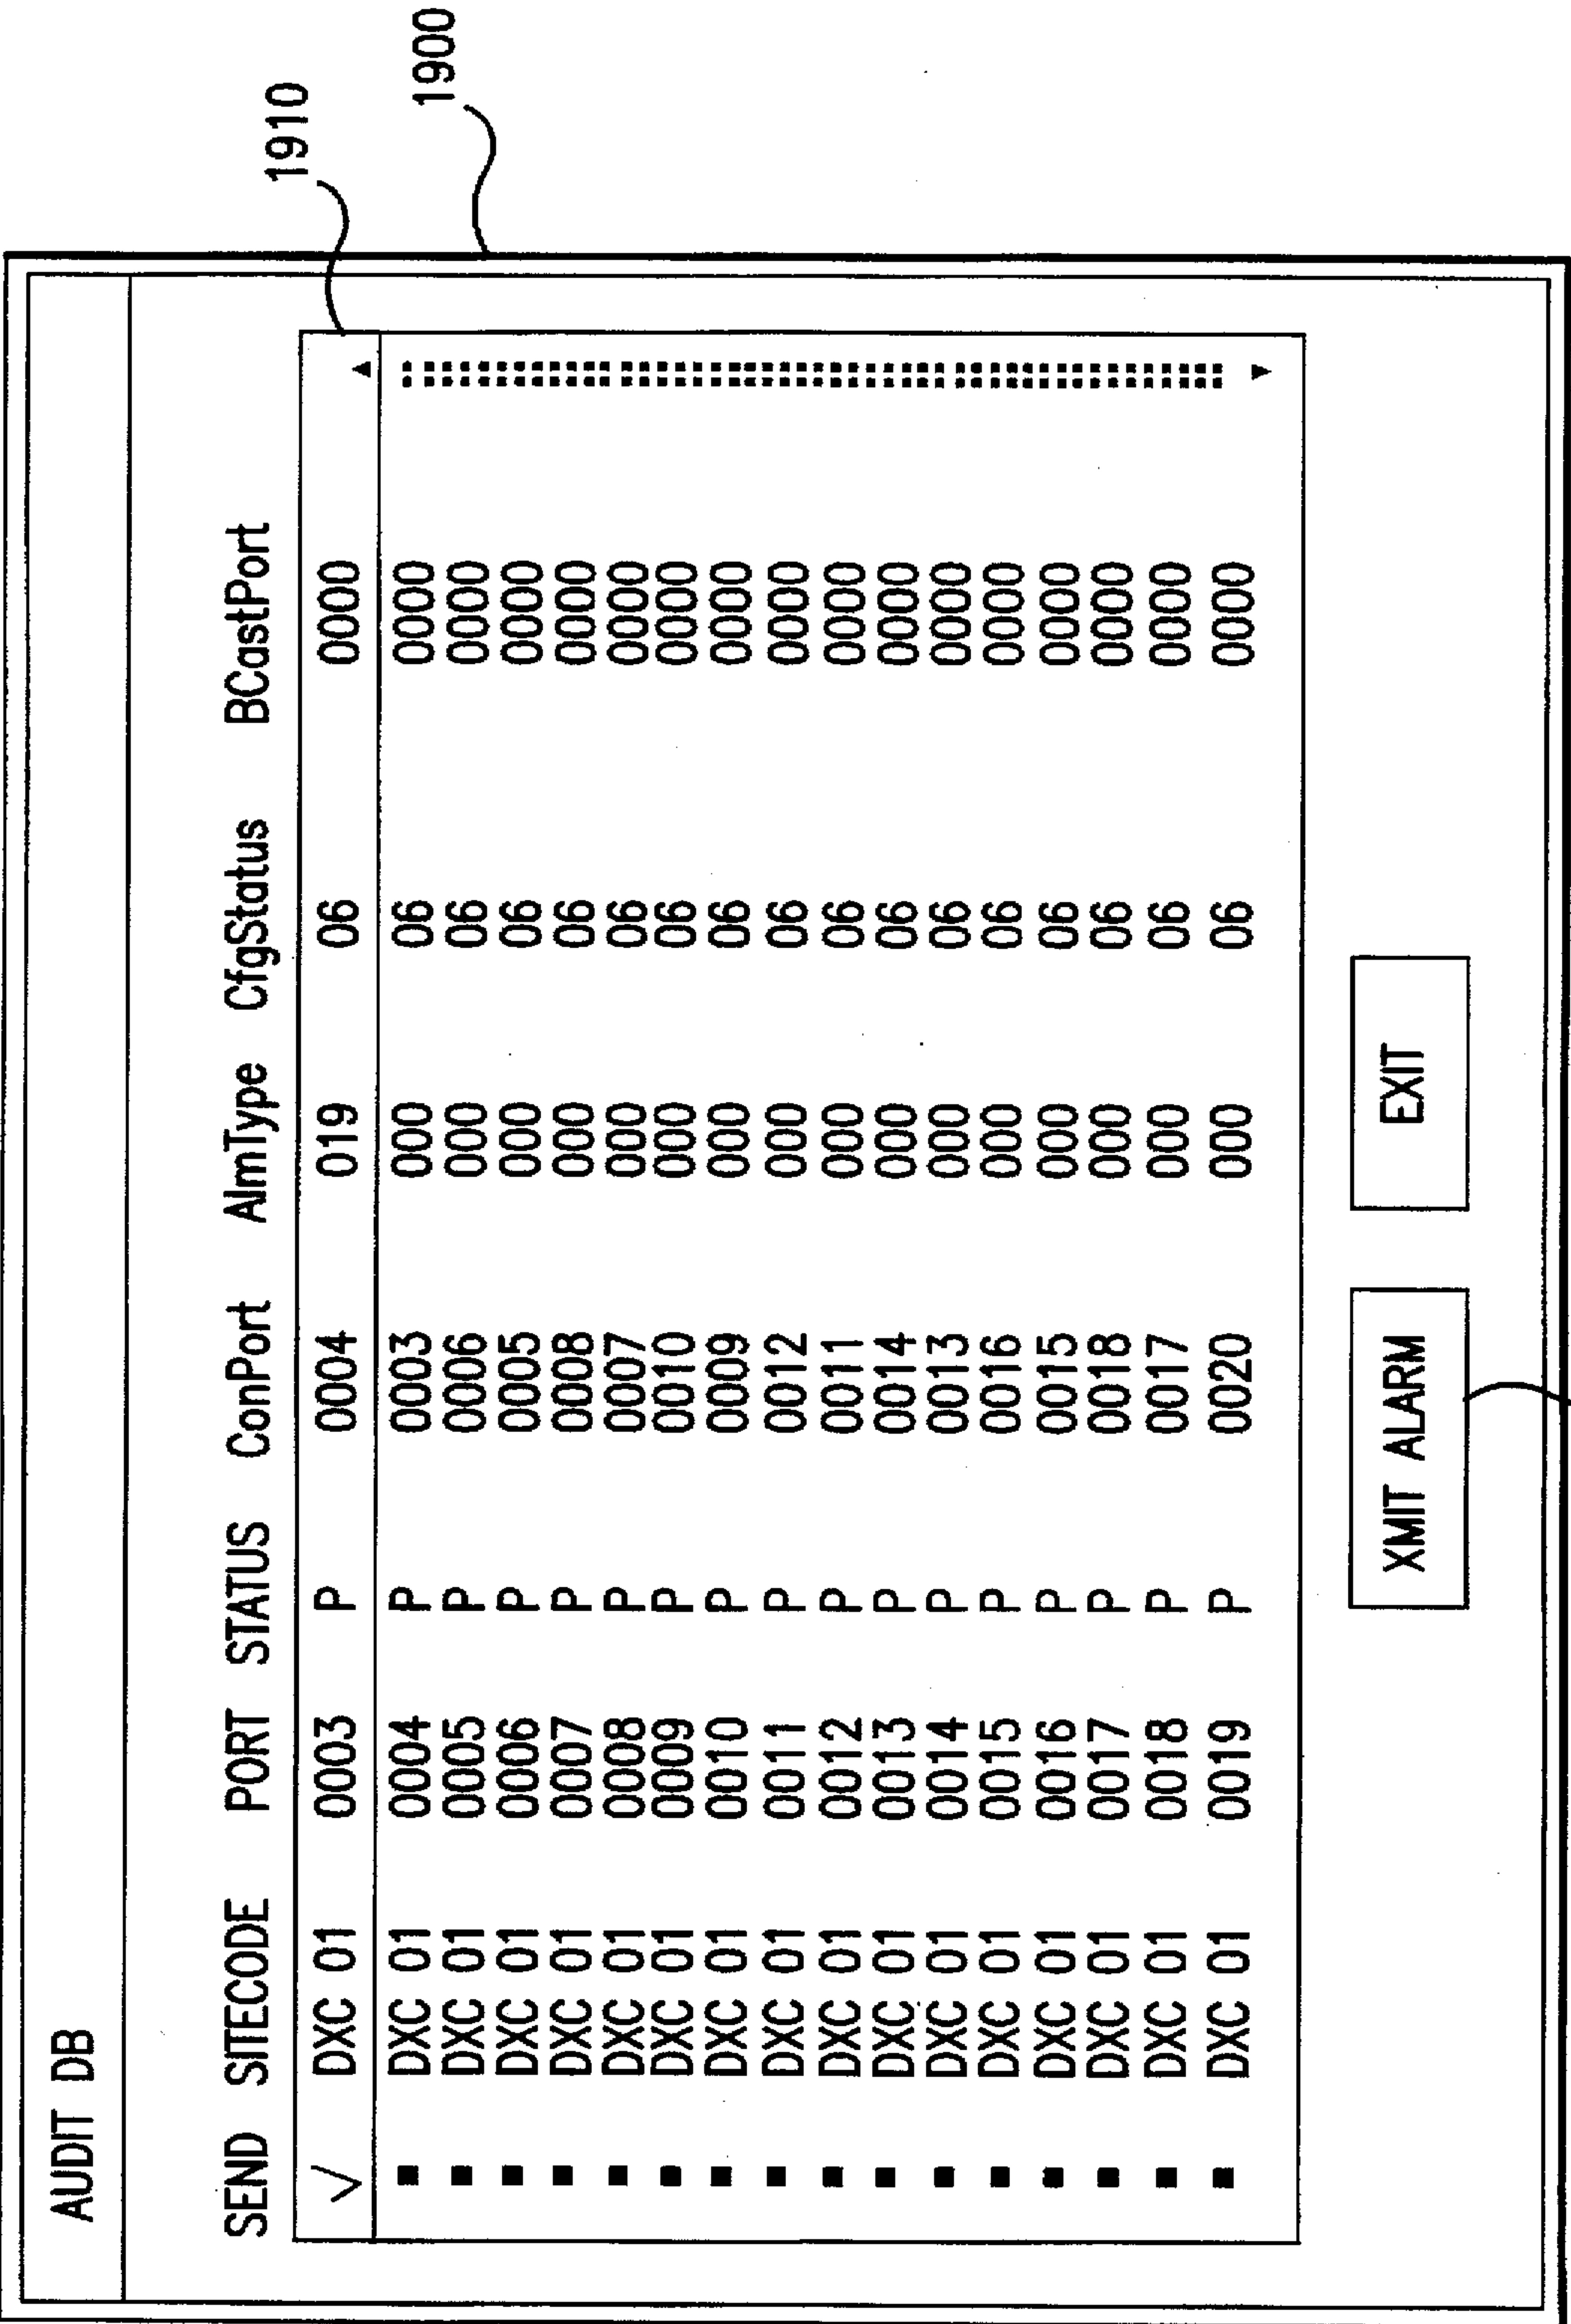 AUDIT DB
SEND SITECODE PORT STATUS ConPort AlmType CfgStatus BCastPort
√ DXC 01 0003 P 0004 019 06 0000
DXC 01 0004 P 0003 000 06 0000
DXC 01 0005 P 0006 000 06 0000
DXC 01 0006 P 0005 000 06 0000
DXC 01 0007 P 0008 000 06 0000
DXC 01 0008 P 0007 000 06 0000
DXC 01 0009 P 0010 000 06 0000
DXC 01 0010 P 0009 000 06 0000
DXC 01 0011 P 0012 000 06 0000
DXC 01 0012 P 0011 000 06 0000
DXC 01 0013 P 0014 000 06 0000
DXC 01 0014 P 0013 000 06 0000
DXC 01 0015 P 0016 000 06 0000
DXC 01 0016 P 0015 000 06 0000
DXC 01 0017 P 0018 000 06 0000
DXC 01 0018 P 0017 000 06 0000
DXC 01 0019 P 0020 000 06 0000
XMIT ALARM EXIT
1910
1900